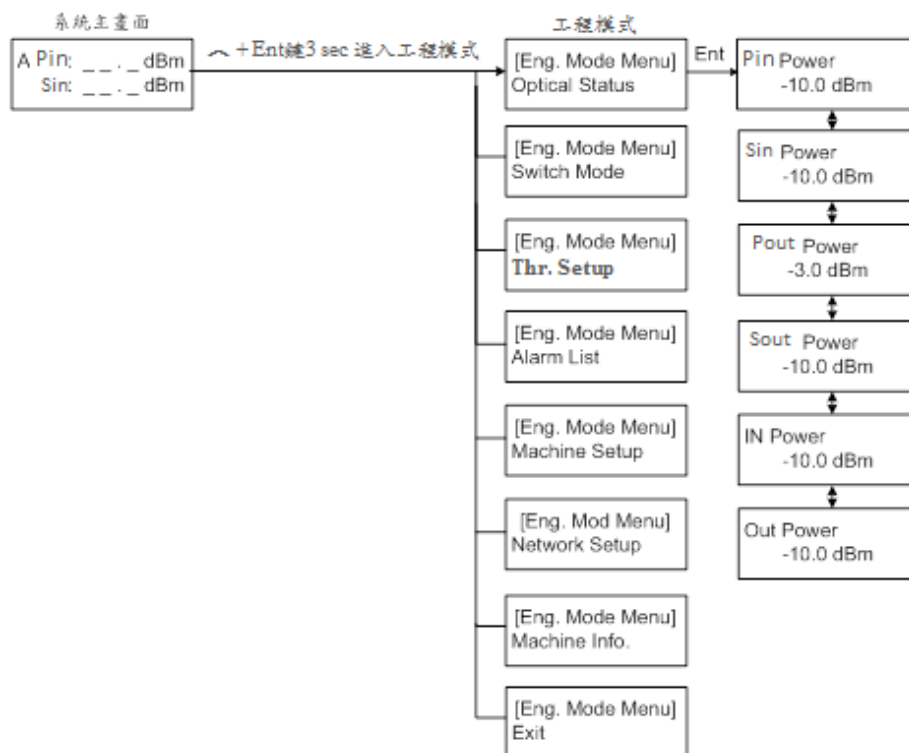 系統主畫面
A Pin: _ _ . _ dBm
Sin: _ _ . _ dBm
︿ +Ent鍵3 sec 進入工程模式
工程模式
[Eng. Mode Menu]
Optical Status
Ent
Pin Power
-10.0 dBm
[Eng. Mode Menu]
Switch Mode
Sin Power
-10.0 dBm
[Eng. Mode Menu]
Thr. Setup
Pout Power
-3.0 dBm
[Eng. Mode Menu]
Alarm List
Sout Power
-10.0 dBm
[Eng. Mode Menu]
Machine Setup
IN Power
-10.0 dBm
[Eng. Mod Menu]
Network Setup
Out Power
-10.0 dBm
[Eng. Mode Menu]
Machine Info.
[Eng. Mode Menu]
Exit